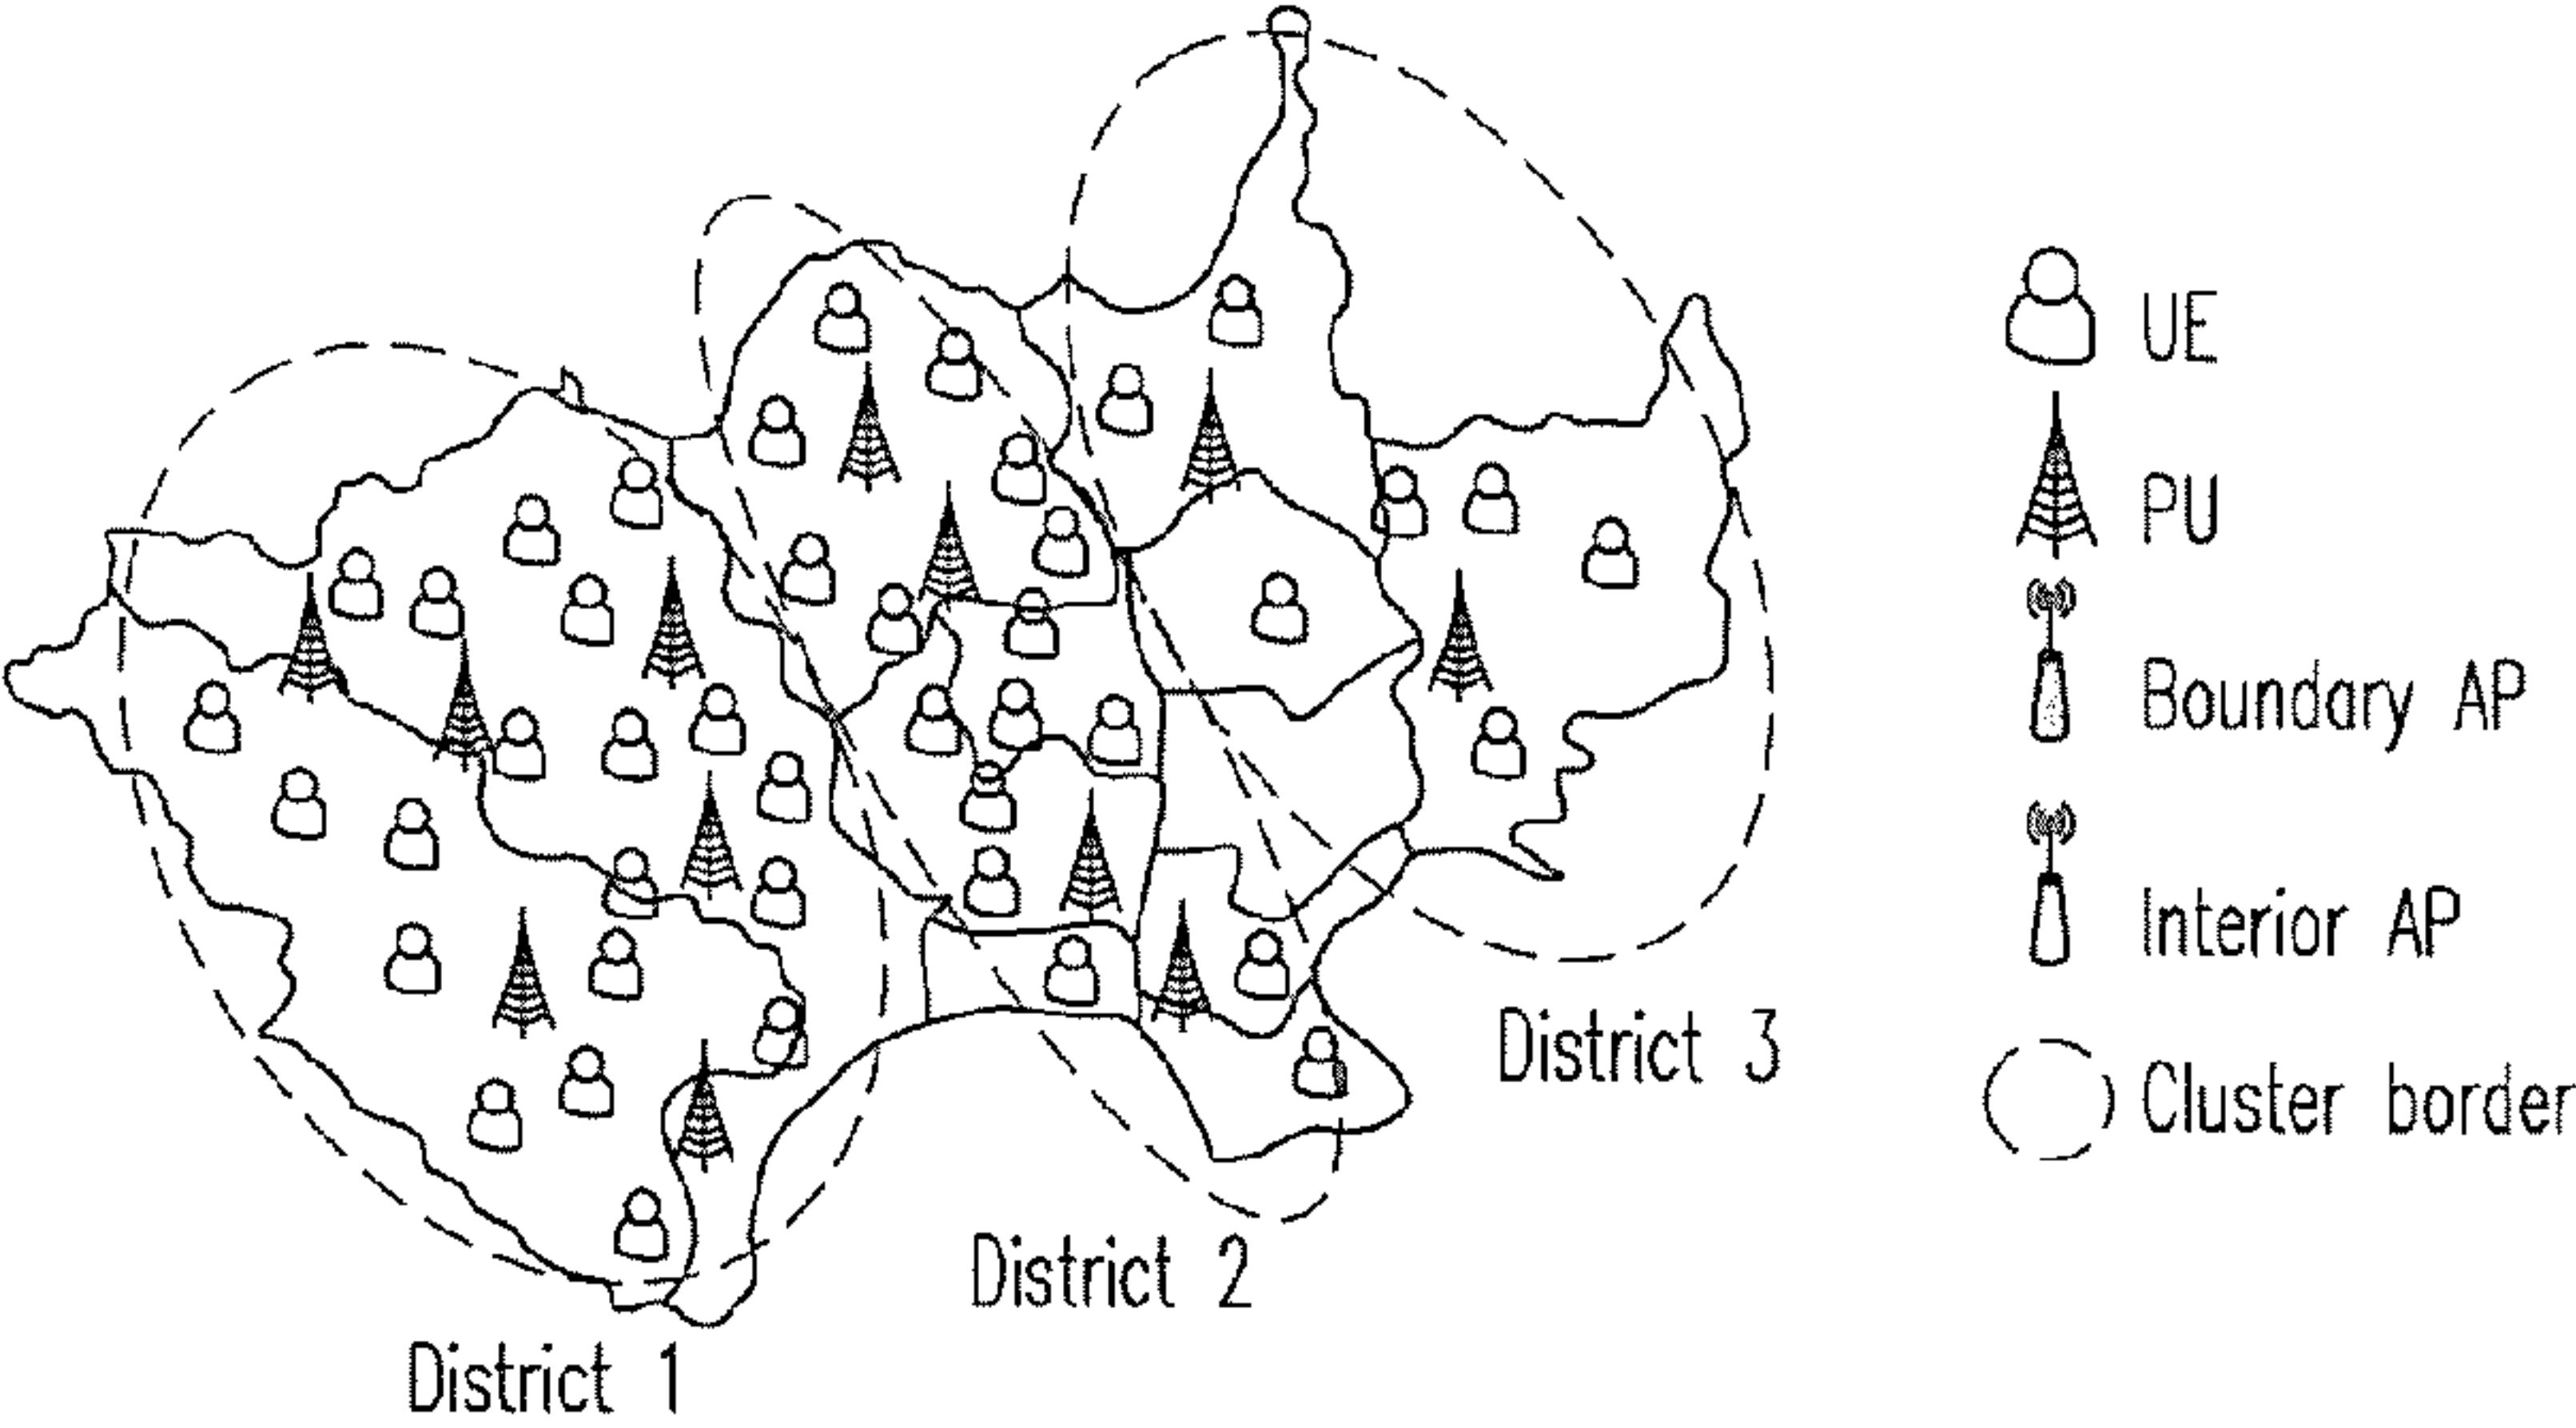 UE
PU
Boundary AP
Interior AP
Cluster border
District 3
District 2
District 1